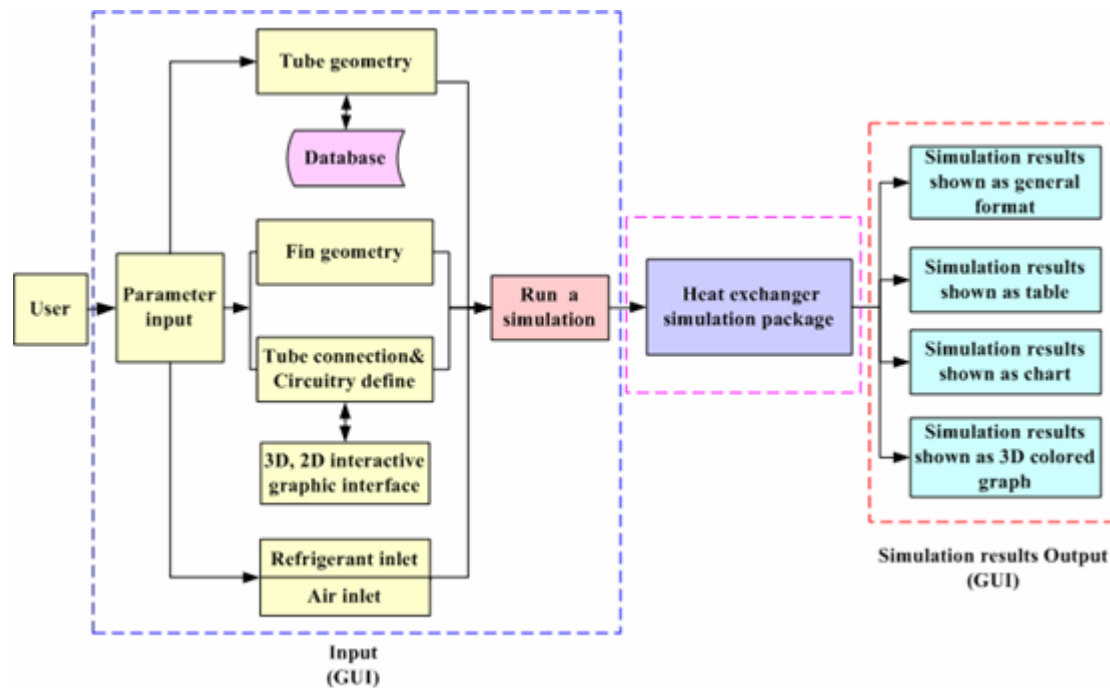 Tube geometry
Database
Fin geometry
User
Parameter
input
Tube connection&
Circuitry define
3D, 2D interactive
graphic interface
Refrigerant inlet
Air inlet
Run a
simulation
Input
(GUI)
Heat exchanger
simulation package
Simulation results
shown as general
format
Simulation results
shown as table
Simulation results
shown as chart
Simulation results
shown as 3D colored
graph
Simulation results Output
(GUI)